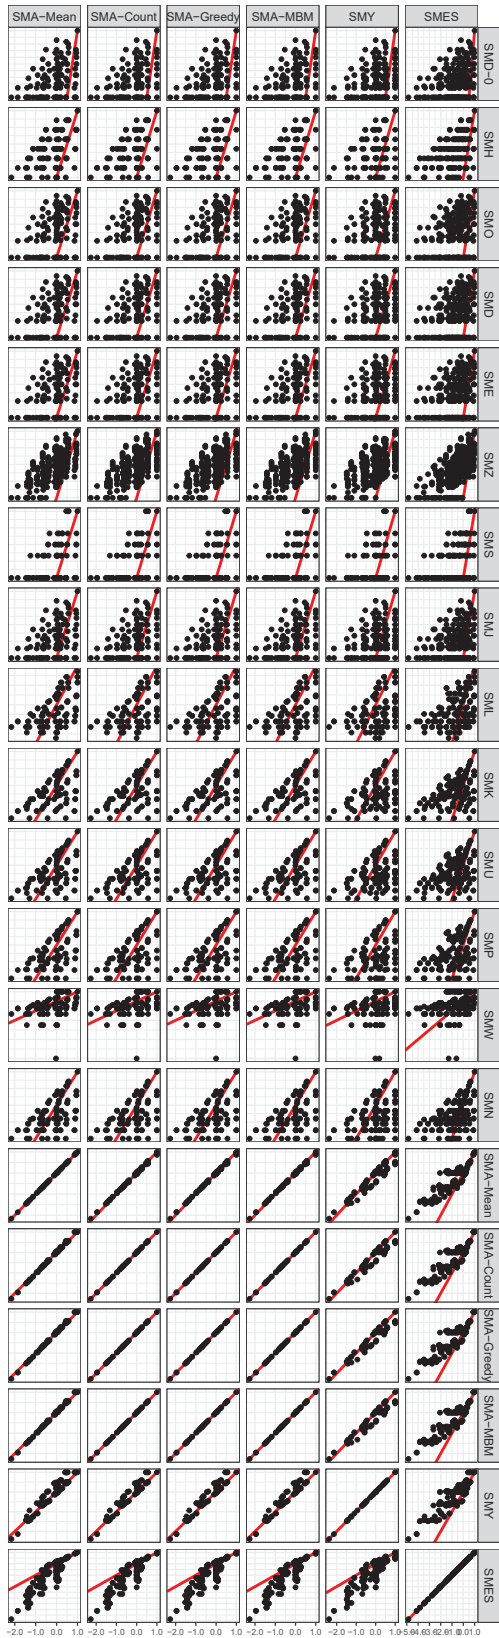 SMA-Mean SMA-Count SMA-Greedy SMA-MBM SMY SMES
SMD-0
SMH
SMO
SMD
SME
SMZ
SMS
SMJ
SML
SMK
SMU
SMP
SMW
SMN
SMA-Mean
SMA-Count
SMA-Greedy
SMA-MBM
SMY
SMES
-2.0 -1.0 0.0 1.0 -2.0 -1.0 0.0 1.0 -2.0 -1.0 0.0 1.0 -2.0 -1.0 0.0 1.0 -2.0 -1.0 0.0